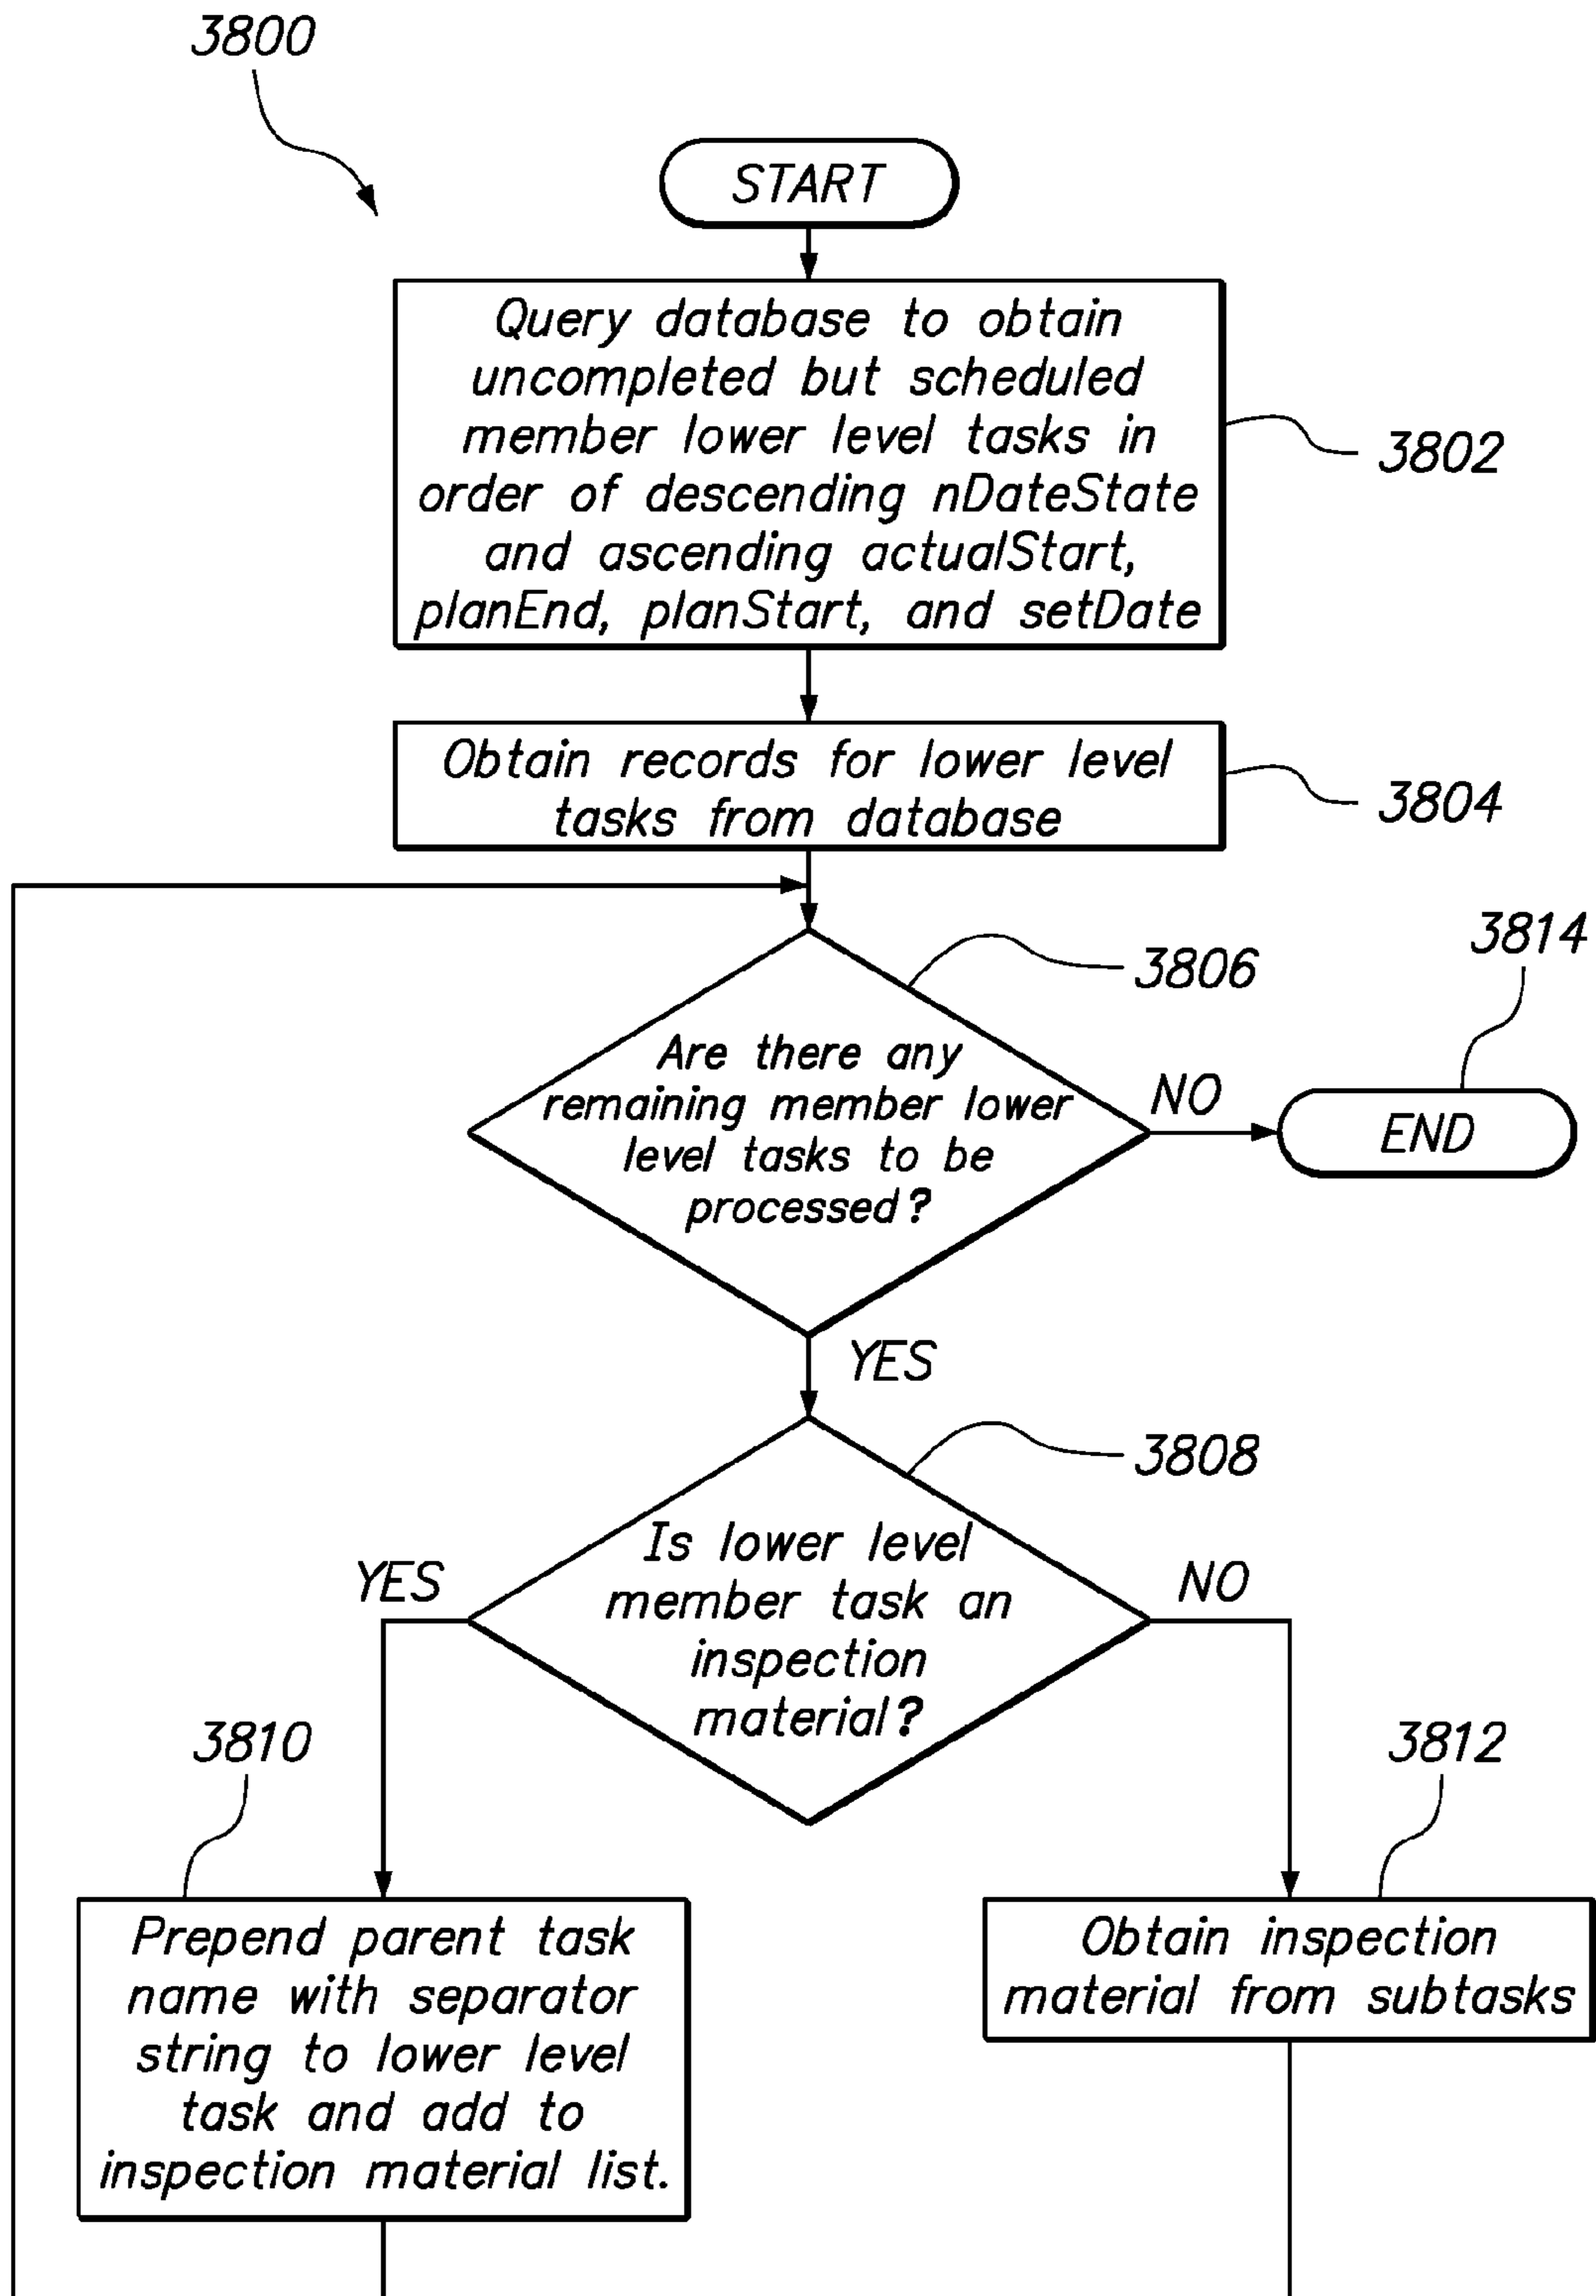 3800
START
Query database to obtain
uncompleted but scheduled
member lower level tasks in
order of descending nDateState
and ascending actualStart,
planEnd, planStart, and setDate
3802
Obtain records for lower level
tasks from database
3804
3806
3814
Are there any
remaining member lower
level tasks to be
processed?
NO
END
YES
3808
Is lower level
member task an
inspection
material?
YES
NO
3810
3812
Prepend parent task
name with separator
string to lower level
task and add to
inspection material list.
Obtain inspection
material from subtasks